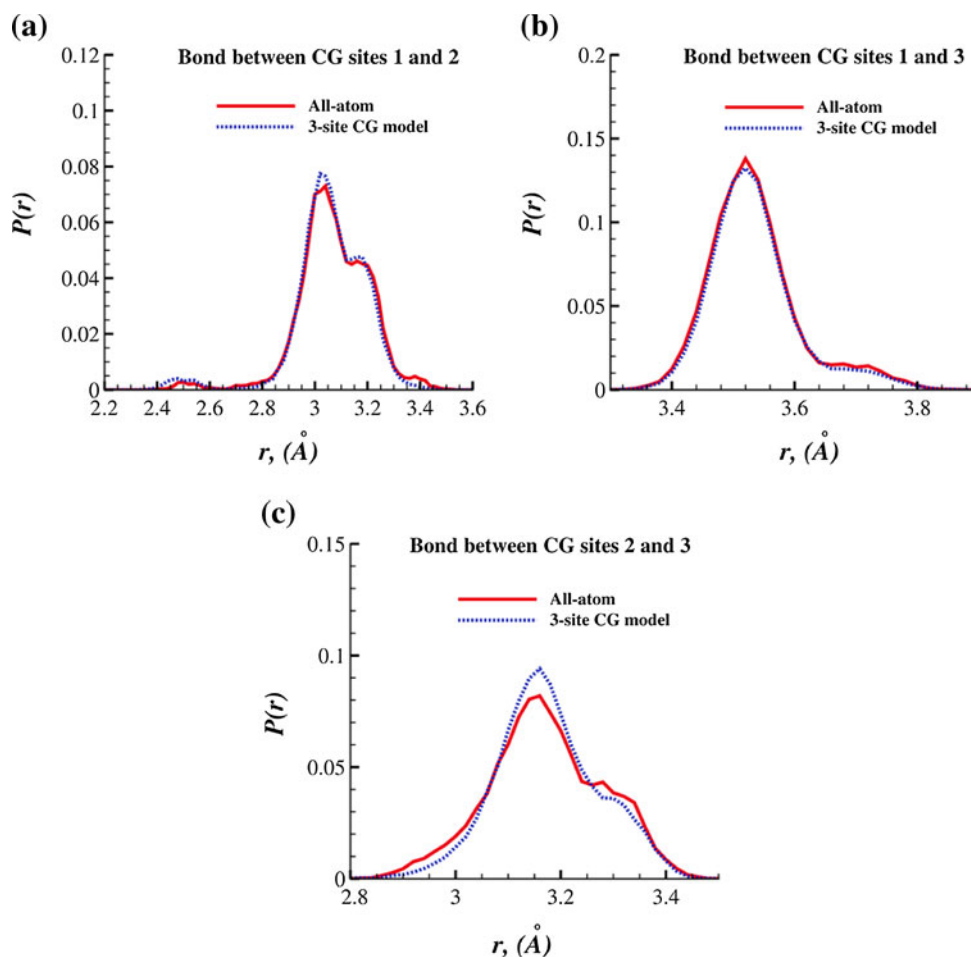 (a)
Bond between CG sites 1 and 2
All-atom
3-site CG model
P(r)
0.12
0.1
0.08
0.06
0.04
0.02
0
2.2 2.4 2.6 2.8 3 3.2 3.4 3.6
r, (Å)
(b)
Bond between CG sites 1 and 3
All-atom
3-site CG model
P(r)
0.2
0.15
0.1
0.05
0
3.4 3.6 3.8
r, (Å)
(c)
Bond between CG sites 2 and 3
All-atom
3-site CG model
P(r)
0.15
0.1
0.05
0
2.8 3 3.2 3.4
r, (Å)